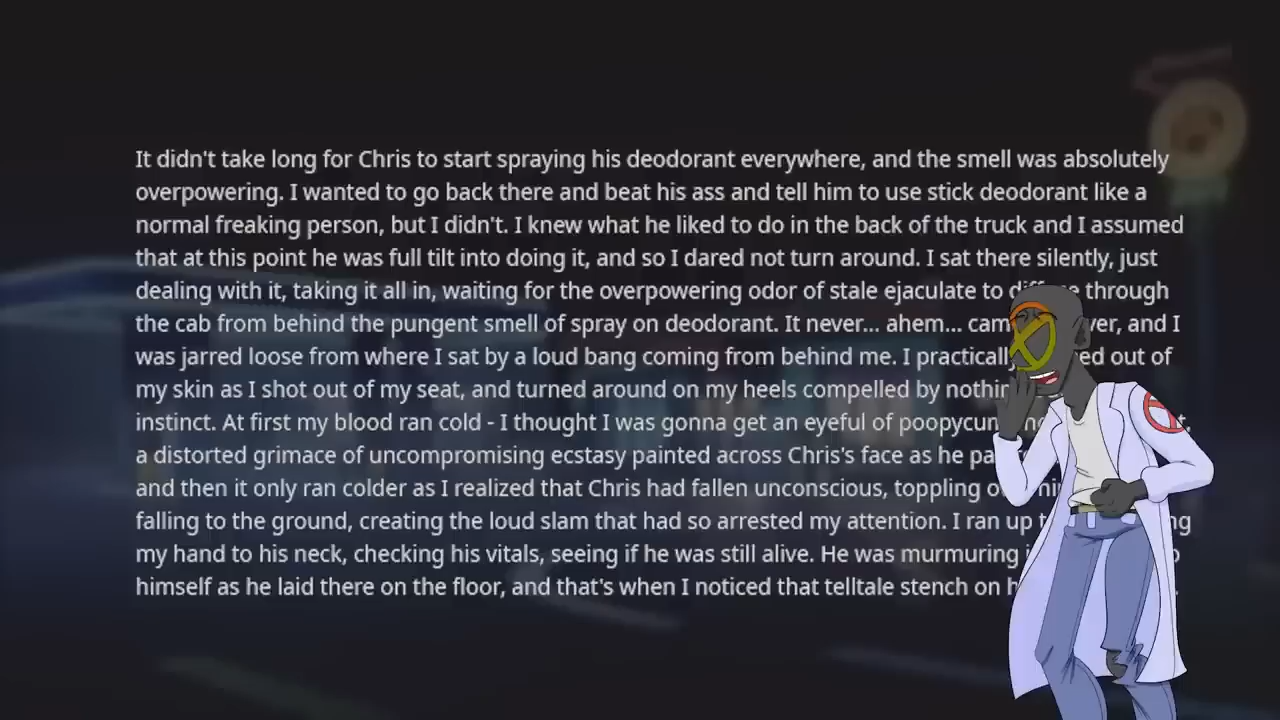 It didn't take long for Chris to start spraying his deodorant everywhere, and the smell was absolutely
overpowering. I wanted to go back there and beat his ass and tell him to use stick deodorant like a
normal freaking person, but I didn't. I knew what he liked to do in the back of the truck and I assumed
that at this point he was full tilt into doing it, and so I dared not turn around. I sat there silently, just
dealing with it, taking it all in, waiting for the overpowering odor of stale ejaculate to through
the cab from behind the pungent smell of spray on deodorant. It never... ahem... and I
was jarred loose from where I sat by a loud bang coming from behind me. I practically out of
my skin as I shot out of my seat, and turned around on my heels compelled by
instinct. At first my blood ran cold - I thought I was gonna get an eyeful of
a distorted grimace of uncompromising ecstasy painted across Chris's face as he
and then it only ran colder as I realized that Chris had fallen unconscious, toppling
falling to the ground, creating the loud slam that had so arrested my attention. I ran up
my hand to his neck, checking his vitals, seeing if he was still alive. He was murmuring
himself as he laid there on the floor, and that's when I noticed that telltale stench on